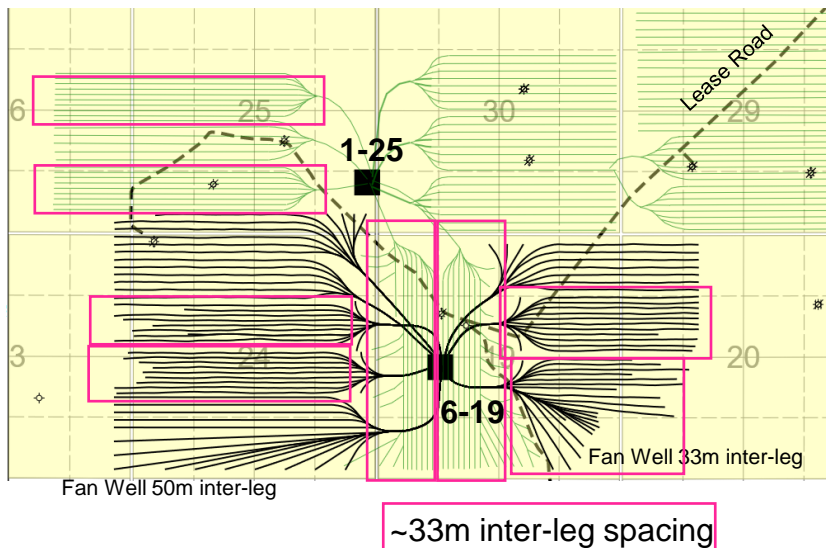 Lease Road
6
25
30
29
1-25
3
24
19
20
6-19
Fan Well 50m inter-leg
Fan Well 33m inter-leg
~33m inter-leg spacing